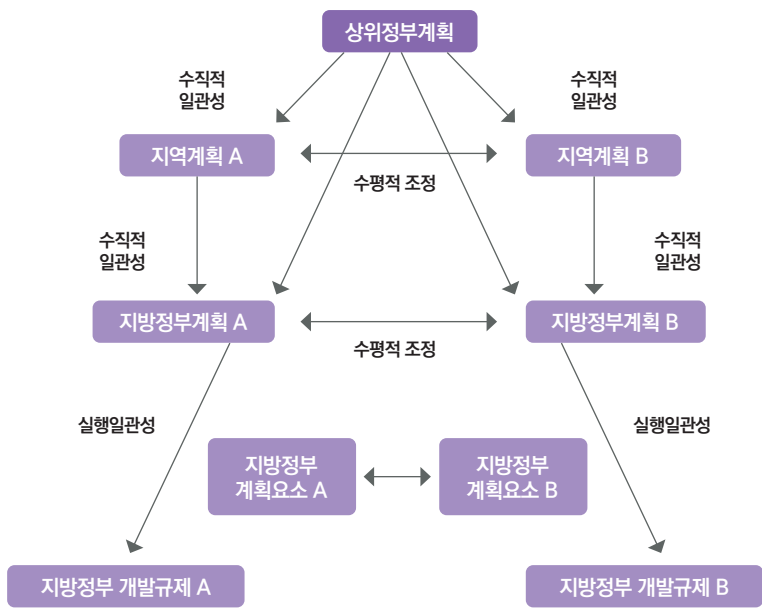 상위정부계획
수직적
일관성
수직적
일관성
지역계획 A
지역계획 B
수평적 조정
수직적
일관성
수직적
일관성
지방정부계획 A
지방정부계획 B
수평적 조정
실행일관성
실행일관성
지방정부
계획요소 A
지방정부
계획요소 B
지방정부 개발규제 A
지방정부 개발규제 B